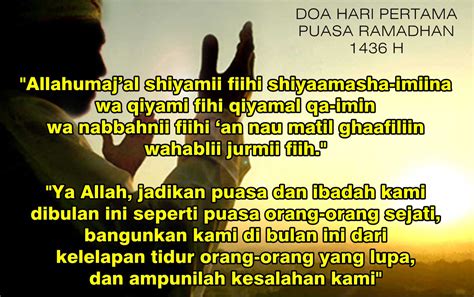 DOA HARI PERTAMA
PUASA RAMADHAN
1436 H
"Allahumaj'al shiyamii fiihi shiyaamasha-imiina
wa qiyami fihi qiyamal qa-imin
wa nabbahnii fiihi 'an nau matil ghaafiliin
wahablii jurmii fiih."
"Ya Allah, jadikan puasa dan ibadah kami
dibulan ini seperti puasa orang-orang sejati,
bangunkan kami di bulan ini dari
kelelapan tidur orang-orang yang lupa,
dan ampunilah kesalahan kami"